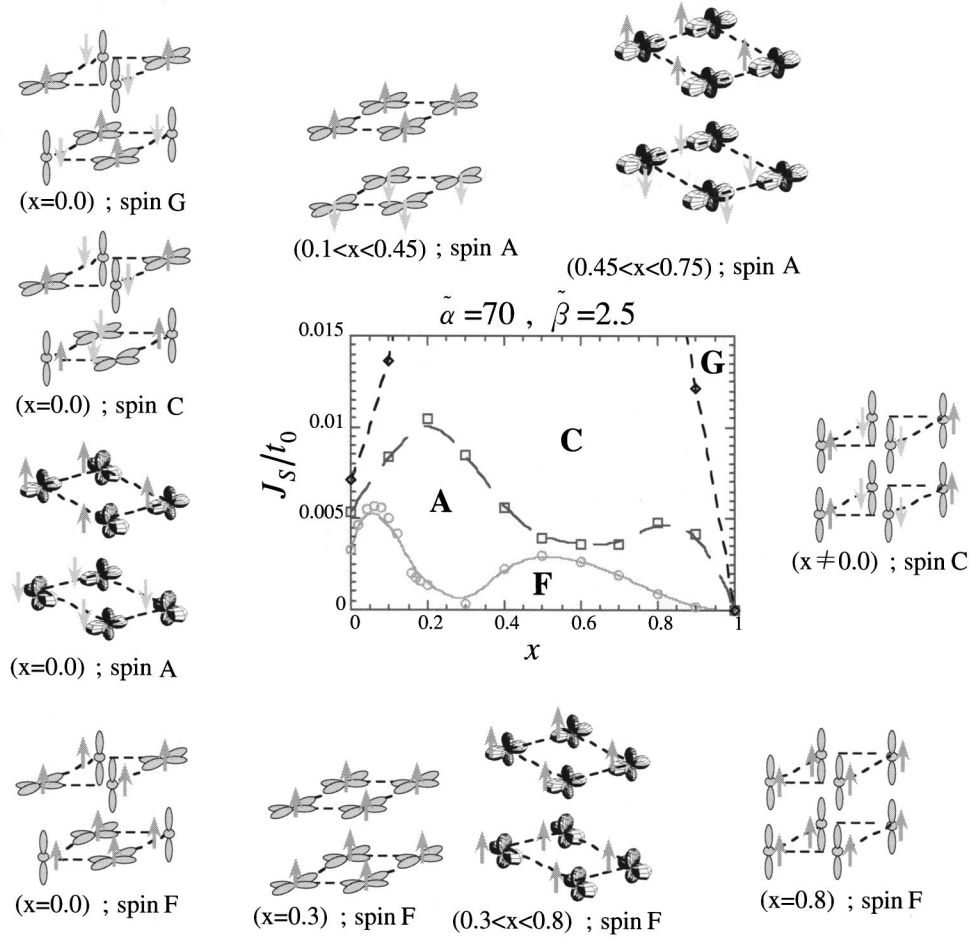 (x=0.0) ; spin G
(0.1<x<0.45) ; spin A
(0.45<x<0.75) ; spin A
(x=0.0) ; spin C
(x=0.0) ; spin A
α̃=70 , β̃=2.5
0.015
0.01
0.005
0
J_S/t_0
G
C
A
F
0 0.2 0.4 0.6 0.8 1
x
(x≠0.0) ; spin C
(x=0.0) ; spin F
(x=0.3) ; spin F
(0.3<x<0.8) ; spin F
(x=0.8) ; spin F